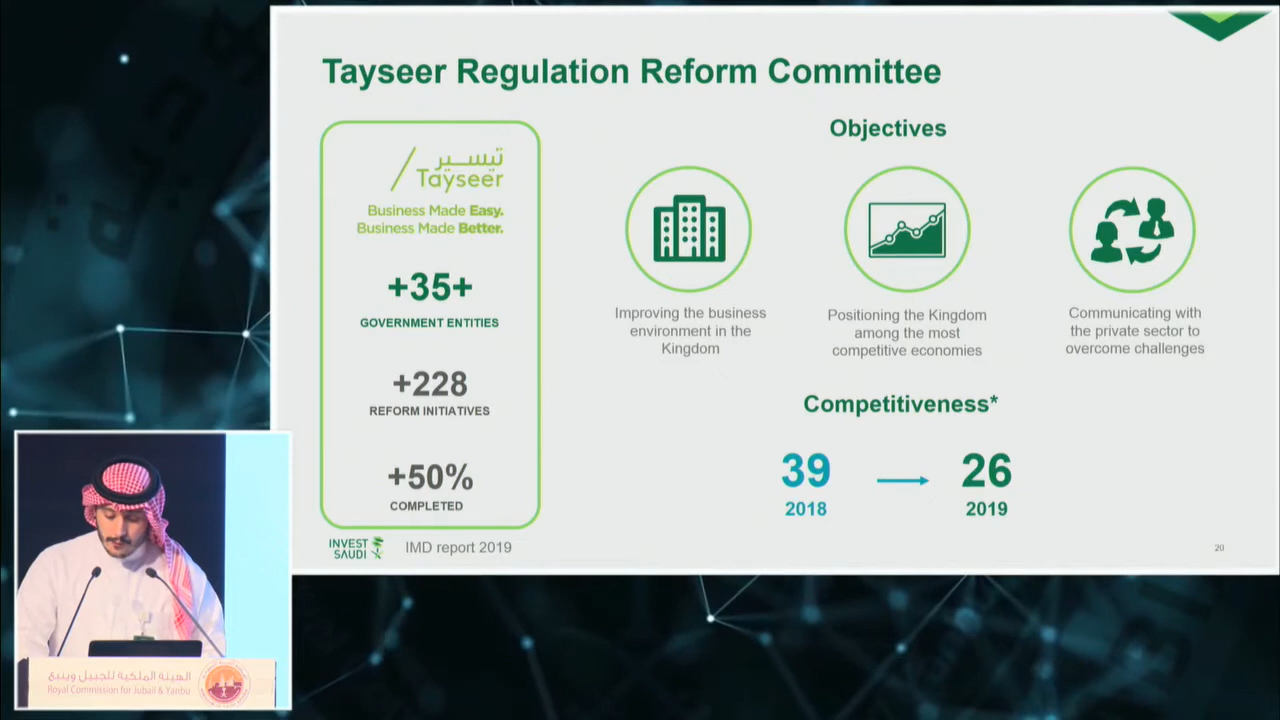 Tayseer Regulation Reform Committee
تيسير
Tayseer
Business Made Easy.
Business Made Better.
+35+
GOVERNMENT ENTITIES
+228
REFORM INITIATIVES
+50%
COMPLETED
Objectives
Improving the business
environment in the
Kingdom
Positioning the Kingdom
among the most
competitive economies
Communicating with
the private sector to
overcome challenges
Competitiveness*
39
2018
26
2019
INVEST
SAUDI
IMD report 2019
20
الهيئة الملكية للجبيل وينبع
Royal Commission for Jubail & Yanbu